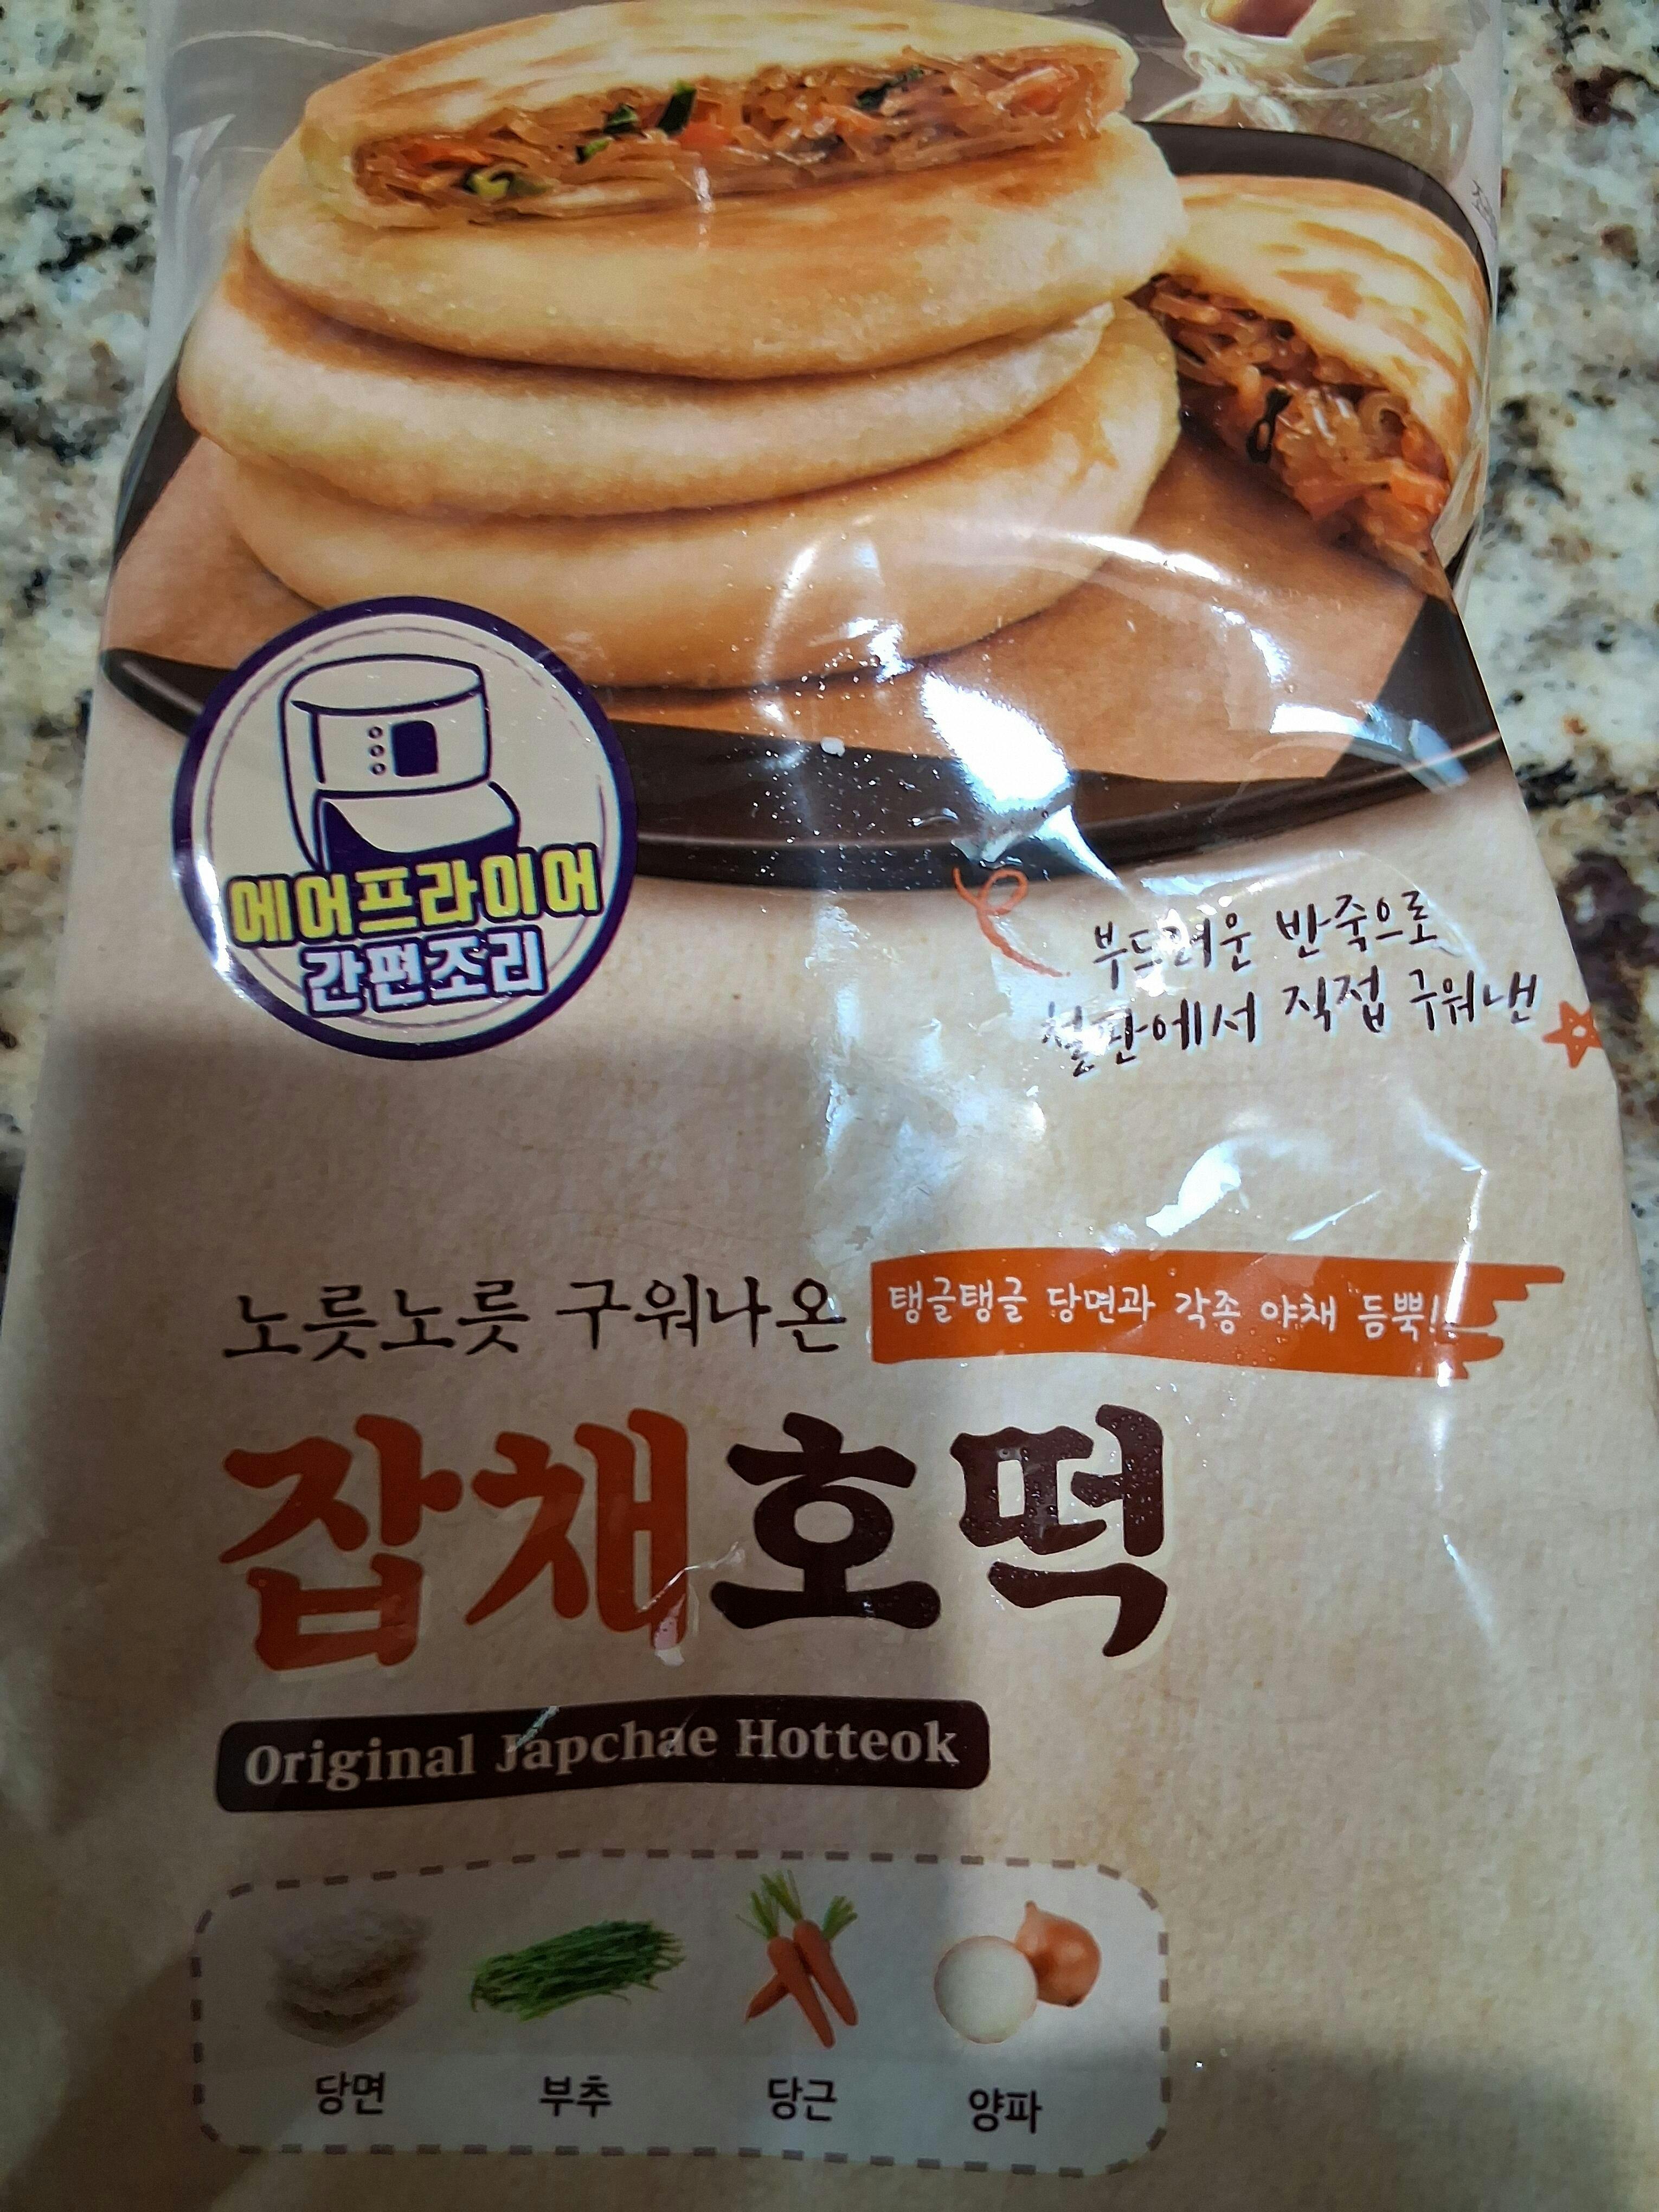 에어프라이어
간편조리
부드러운 반죽으로
철판에서 직접 구워낸
노릇노릇 구워나온
탱글탱글 당면과 각종 야채 듬뿍!
잡채호떡
Original Japchae Hotteok
당면
부추
당근
양파